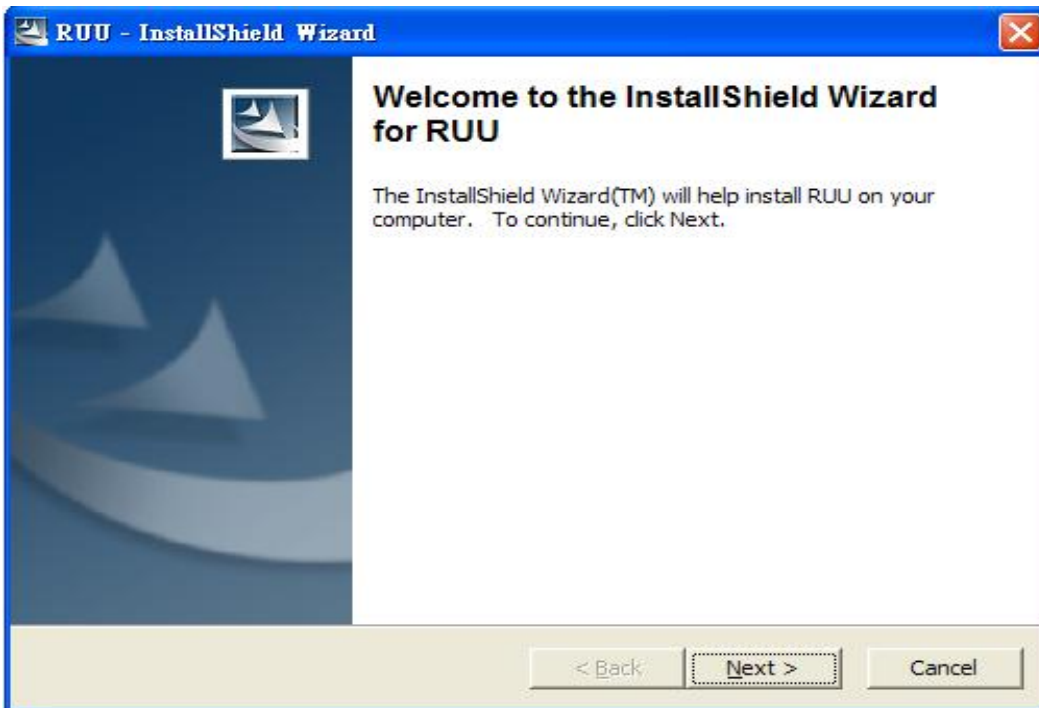 RUU - InstallShield Wizard
Welcome to the InstallShield Wizard
for RUU
The InstallShield Wizard(TM) will help install RUU on your
computer. To continue, click Next.
< Back
Next >
Cancel